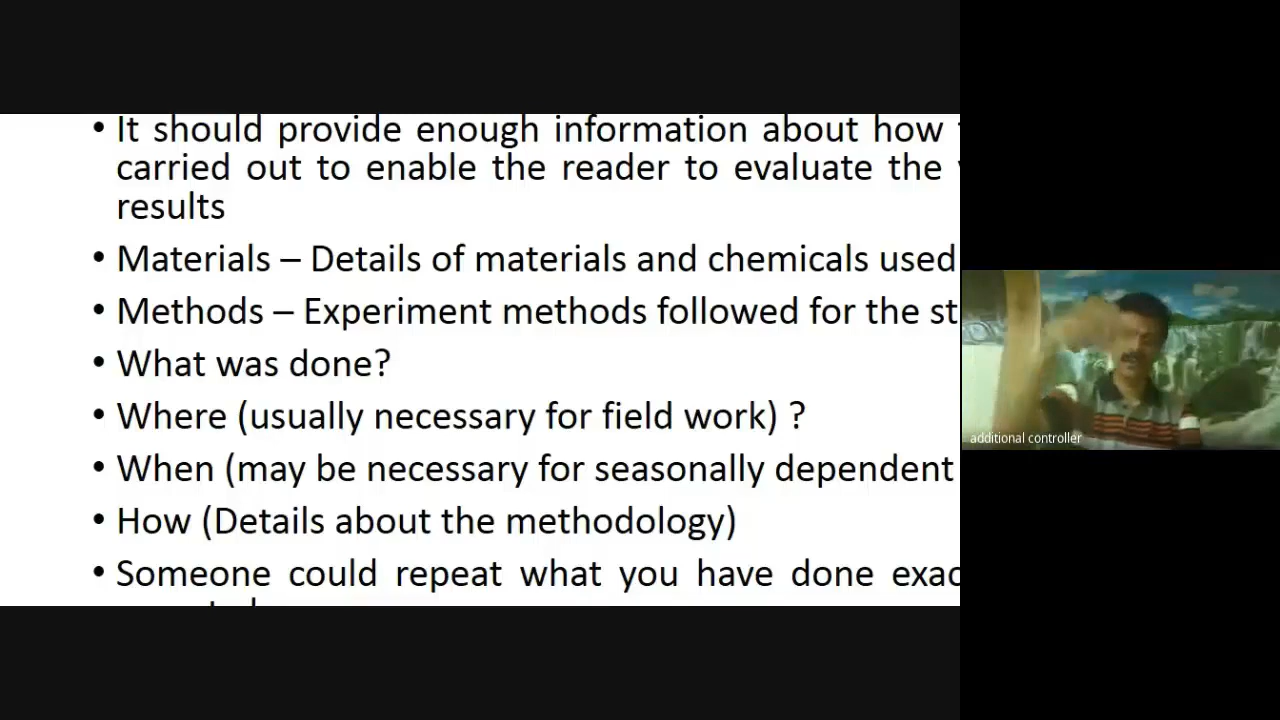 • It should provide enough information about how
carried out to enable the reader to evaluate the
results
• Materials – Details of materials and chemicals used
• Methods – Experiment methods followed for the st
• What was done?
• Where (usually necessary for field work) ?
• When (may be necessary for seasonally dependent
• How (Details about the methodology)
• Someone could repeat what you have done exac
additional controller